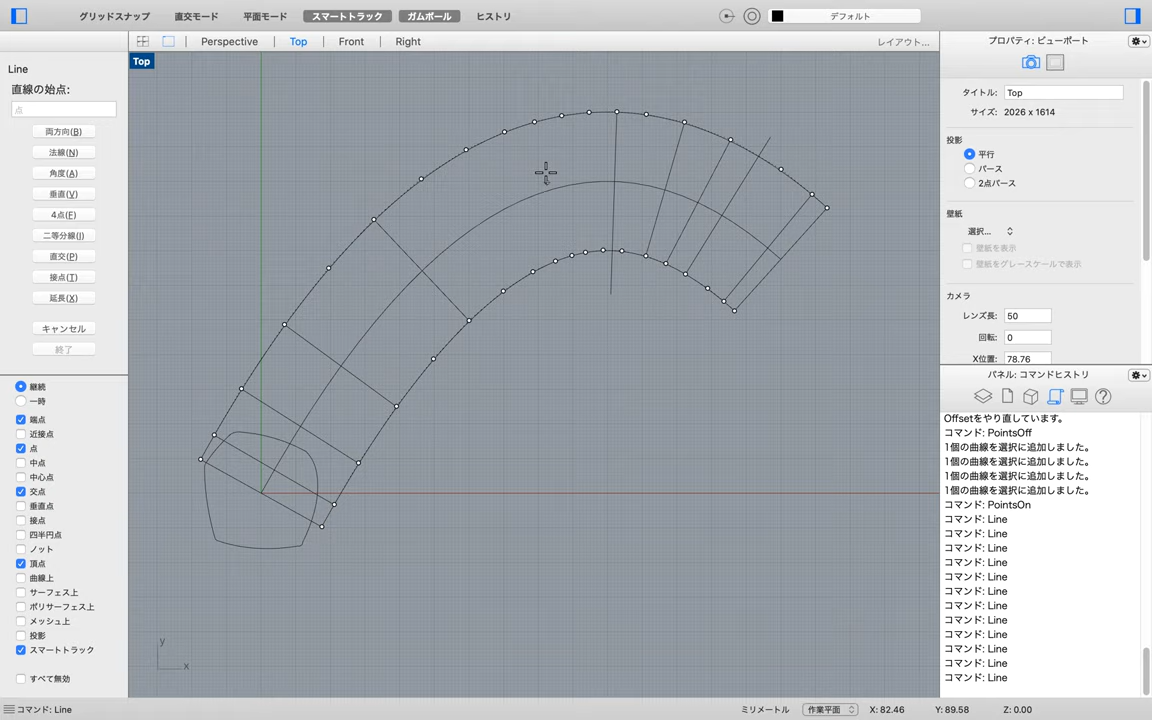 グリッドスナップ 直交モード 平面モード スマートトラック ガムボール ヒストリ デフォルト
Perspective Top Front Right レイアウト...
Top
Line
直線の始点:
点
両方向(B)
法線(N)
角度(A)
垂直(V)
4点(F)
二等分線(I)
直交(P)
接点(T)
延長(X)
キャンセル
終了
継続
一時
端点
近接点
点
中点
中心点
交点
垂直点
接点
四半円点
ノット
頂点
曲線上
サーフェス上
ポリサーフェス上
メッシュ上
投影
スマートトラック
すべて無効
y
x
プロパティ: ビューポート
タイトル: Top
サイズ: 2026 x 1614
投影
平行
パース
2点パース
壁紙
選択...
壁紙を表示
壁紙をグレースケールで表示
カメラ
レンズ長: 50
回転: 0
X位置: 78.76
パネル: コマンドヒストリ
Offsetをやり直しています。
コマンド: PointsOff
1個の曲線を選択に追加しました。
1個の曲線を選択に追加しました。
1個の曲線を選択に追加しました。
1個の曲線を選択に追加しました。
コマンド: PointsOn
コマンド: Line
コマンド: Line
コマンド: Line
コマンド: Line
コマンド: Line
コマンド: Line
コマンド: Line
コマンド: Line
コマンド: Line
コマンド: Line
コマンド: Line
コマンド: Line
コマンド: Line ミリメートル 作業平面 X: 82.46 Y: 89.58 Z: 0.00